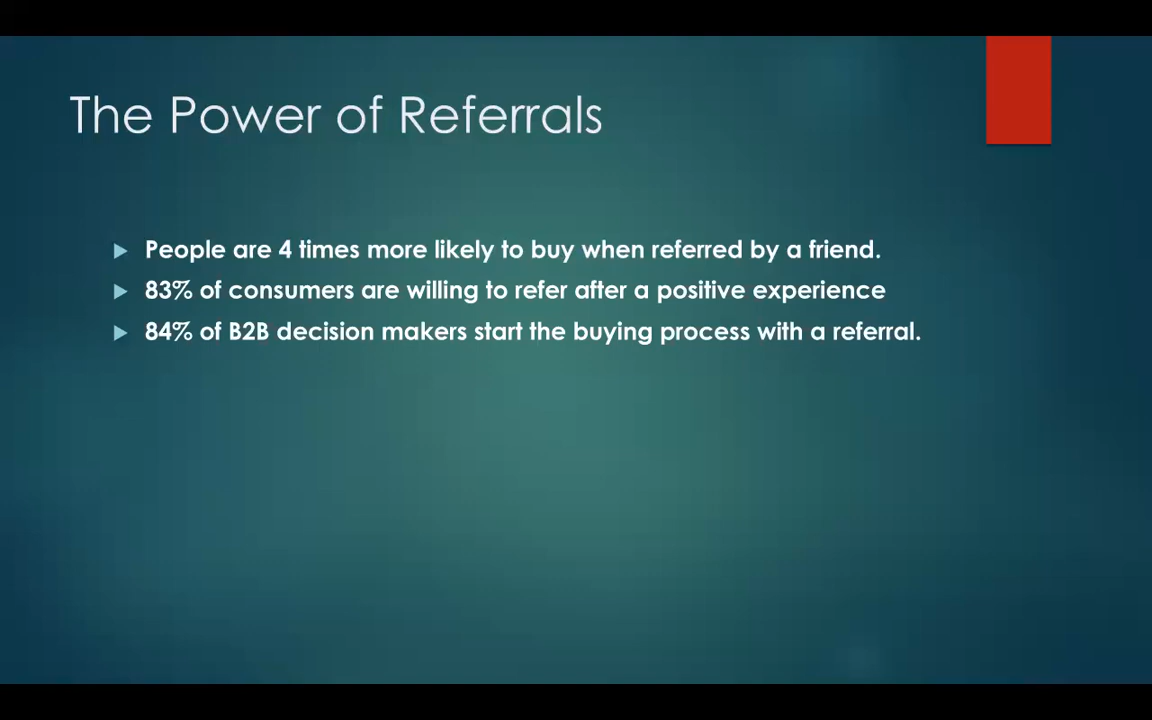 The Power of Referrals
People are 4 times more likely to buy when referred by a friend.
83% of consumers are willing to refer after a positive experience
84% of B2B decision makers start the buying process with a referral.